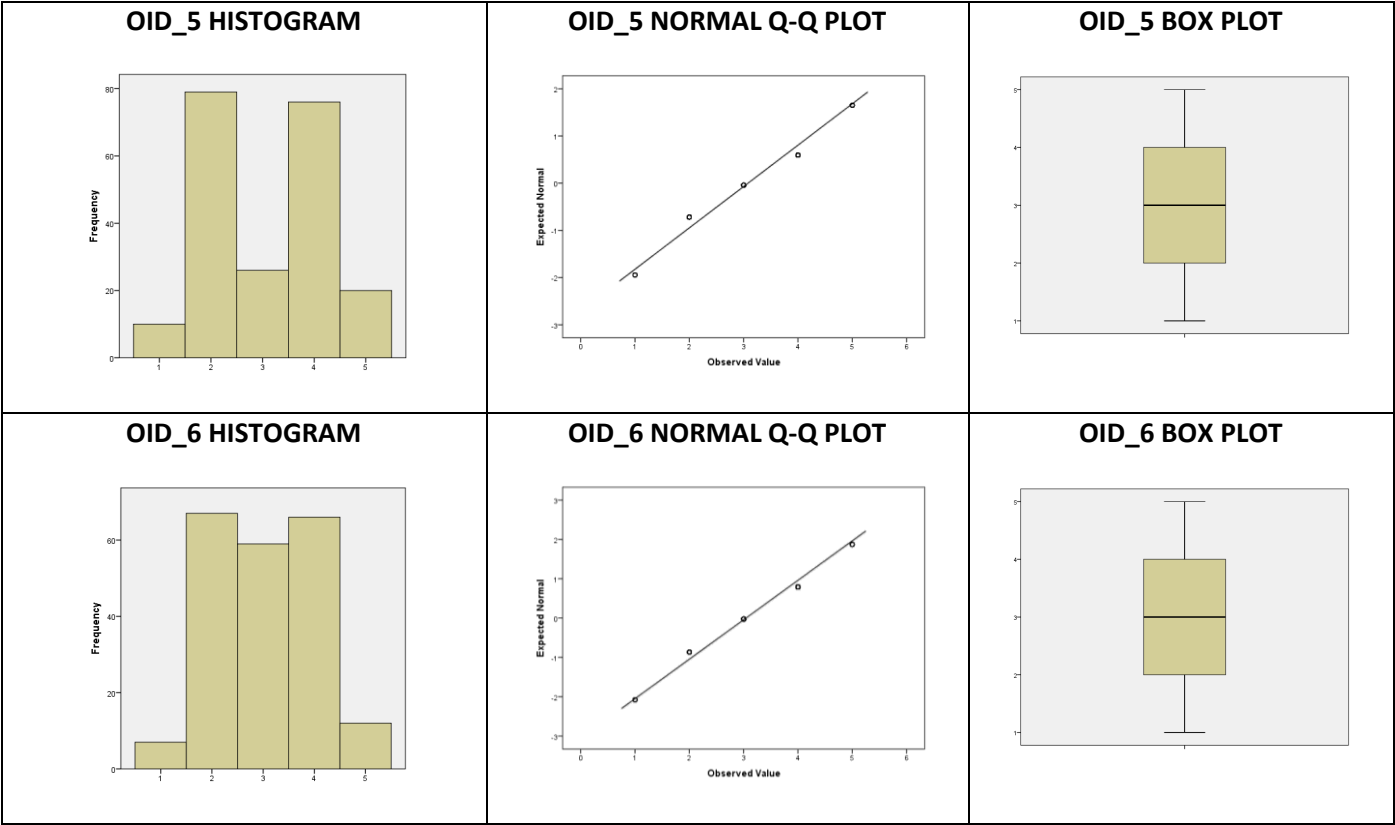 OID_5 HISTOGRAM
80
60
40
20
0
Frequency
1 2 3 4 5
OID_5 NORMAL Q-Q PLOT
2
1
0
-1
-2
-3
Expected Normal
0 1 2 3 4 5 6
Observed Value
OID_5 BOX PLOT
5
4
3
2
1
OID_6 HISTOGRAM
60
40
20
0
Frequency
1 2 3 4 5
OID_6 NORMAL Q-Q PLOT
3
2
1
0
-1
-2
-3
Expected Normal
0 1 2 3 4 5 6
Observed Value
OID_6 BOX PLOT
5
4
3
2
1